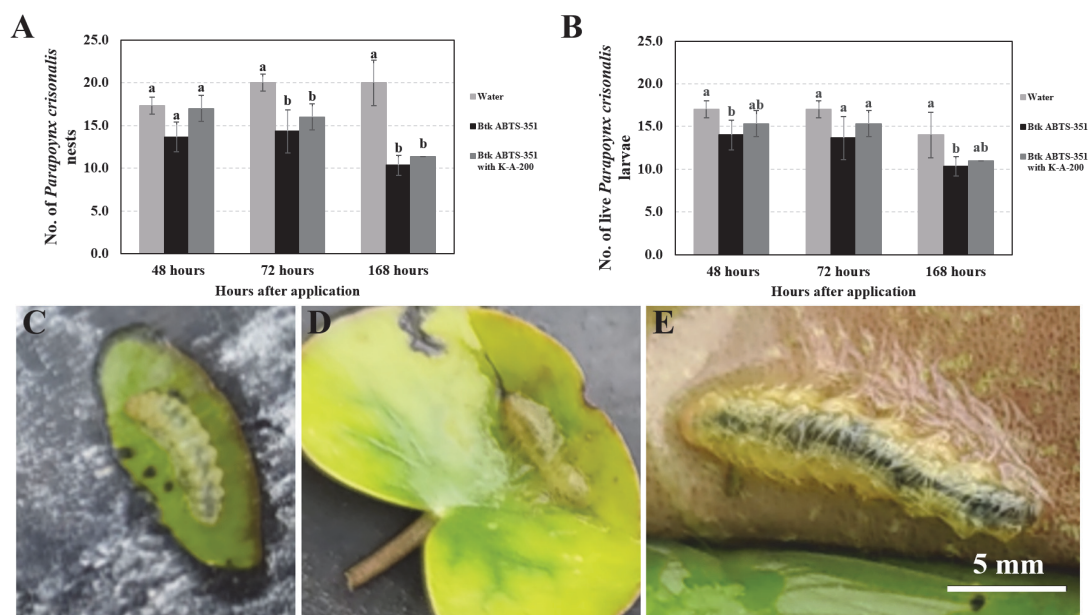 A
No. of Parapoynx crisonalis
nests
25.0
20.0
15.0
10.0
5.0
0.0
a
a
a
a
b
b
a
b
b
48 hours
72 hours
168 hours
Hours after application
Water
Btk ABTS-351
Btk ABTS-351
with K-A-200
B
No. of live Parapoynx crisonalis
larvae
25.0
20.0
15.0
10.0
5.0
0.0
a
b
ab
a
a
a
a
b
ab
48 hours
72 hours
168 hours
Hours after application
Water
Btk ABTS-351
Btk ABTS-351
with K-A-200
C
D
E
5 mm